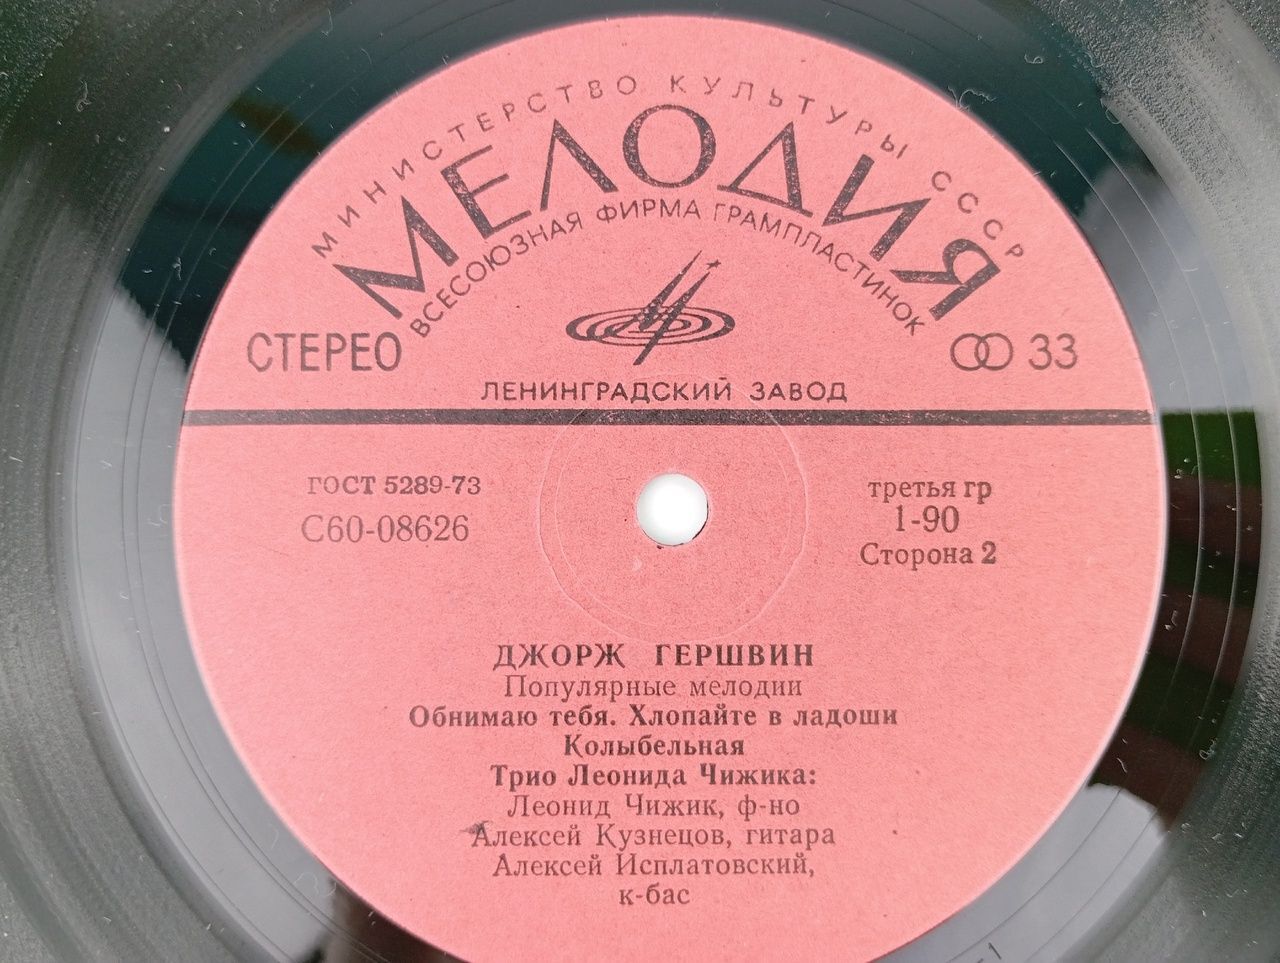 МИНИСТЕРСТВО КУЛЬТУРЫ СССР
МЕЛОДИЯ
ВСЕСОЮЗНАЯ ФИРМА ГРАМПЛАСТИНОК
СТЕРЕО
33
ЛЕНИНГРАДСКИЙ ЗАВОД
ГОСТ 5289-73
С60-08626
третья гр
1-90
Сторона 2
ДЖОРЖ ГЕРШВИН
Популярные мелодии
Обнимаю тебя. Хлопайте в ладоши
Колыбельная
Трио Леонида Чижика:
Леонид Чижик, ф-но
Алексей Кузнецов, гитара
Алексей Исплатовский,
к-бас